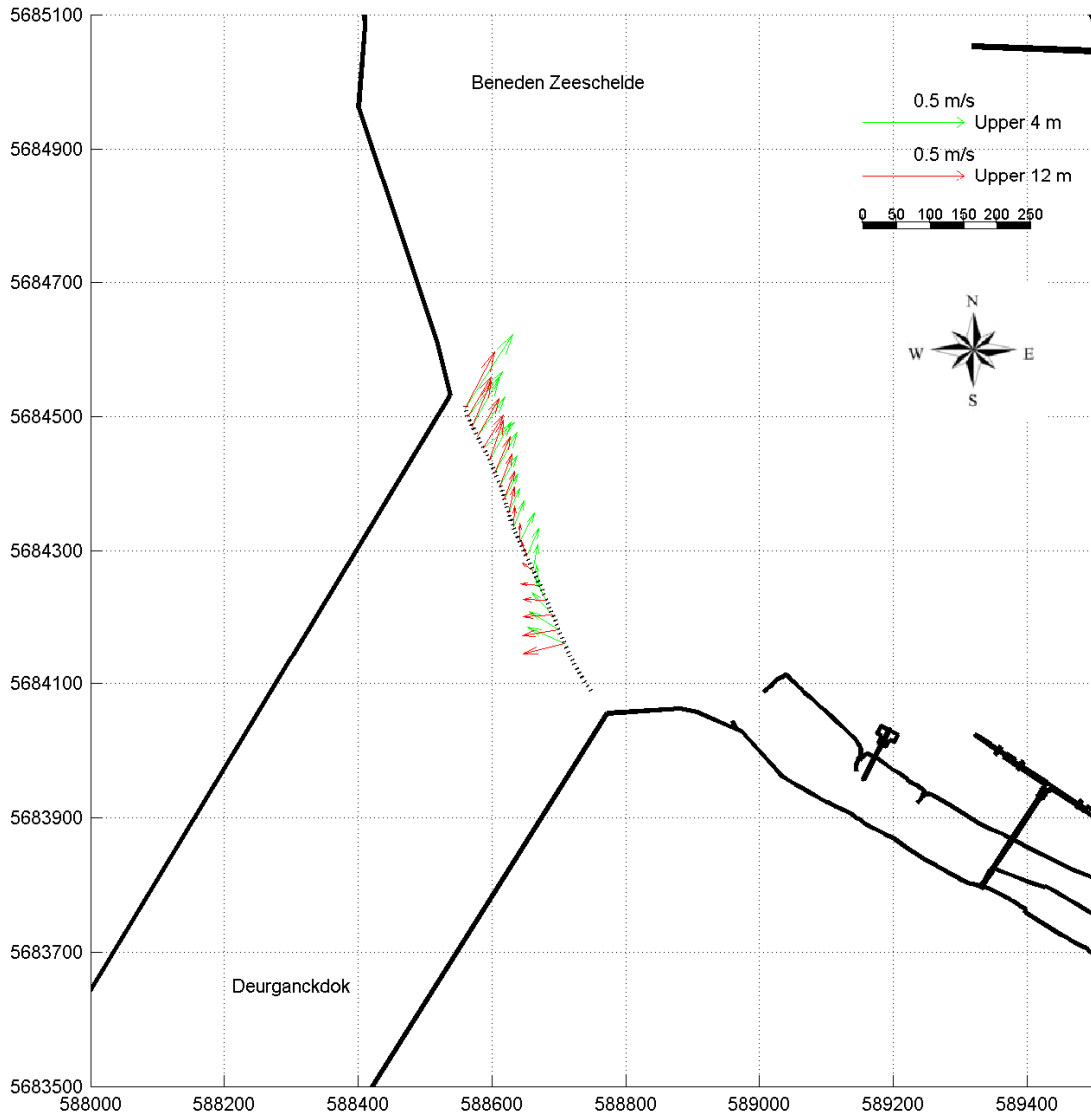 5685100
Beneden Zeeschelde
0.5 m/s
Upper 4 m
5684900
0.5 m/s
Upper 12 m
0 50 100 150 200 250
5684700
N
W E
S
5684500
5684300
5684100
5683900
5683700
Deurganckdok
5683500
588000 588200 588400 588600 588800 589000 589200 589400